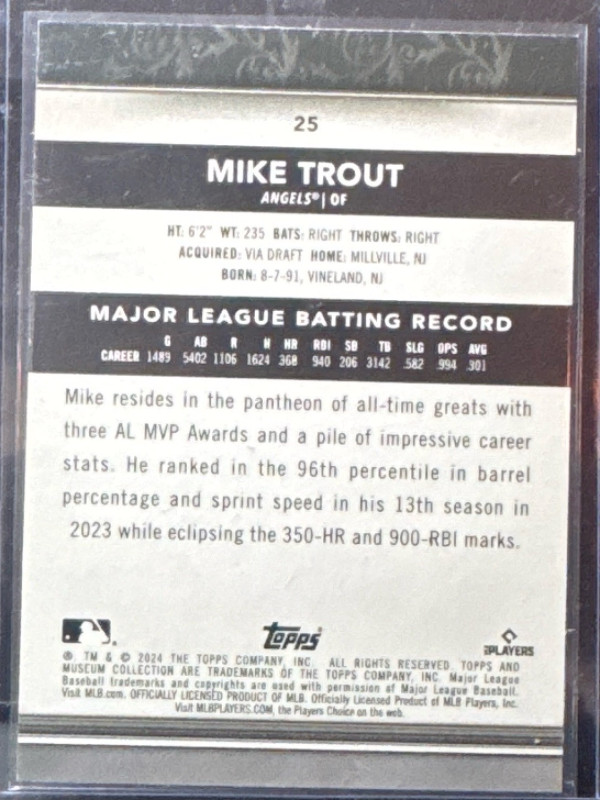 25
MIKE TROUT
ANGELS® | OF
HT: 6'2" WT: 235 BATS: RIGHT THROWS: RIGHT
ACQUIRED: VIA DRAFT HOME: MILLVILLE, NJ
BORN: 8-7-91, VINELAND, NJ
MAJOR LEAGUE BATTING RECORD
G AB R H HR RBI SB TB SLG OPS AVG
CAREER 1489 5402 1106 1624 368 940 206 3142 .582 .994 .301
Mike resides in the pantheon of all-time greats with
three AL MVP Awards and a pile of impressive career
stats. He ranked in the 96th percentile in barrel
percentage and sprint speed in his 13th season in
2023 while eclipsing the 350-HR and 900-RBI marks.
Topps®
PLAYERS
®, TM & © 2024 THE TOPPS COMPANY, INC. ALL RIGHTS RESERVED. TOPPS AND
MUSEUM COLLECTION ARE TRADEMARKS OF THE TOPPS COMPANY, INC. Major League
Baseball trademarks and copyrights are used with permission of Major League Baseball.
Visit MLB.com. OFFICIALLY LICENSED PRODUCT OF MLB. Officially Licensed Product of MLB Players, Inc.
Visit MLBPLAYERS.COM, the Players Choice on the web.